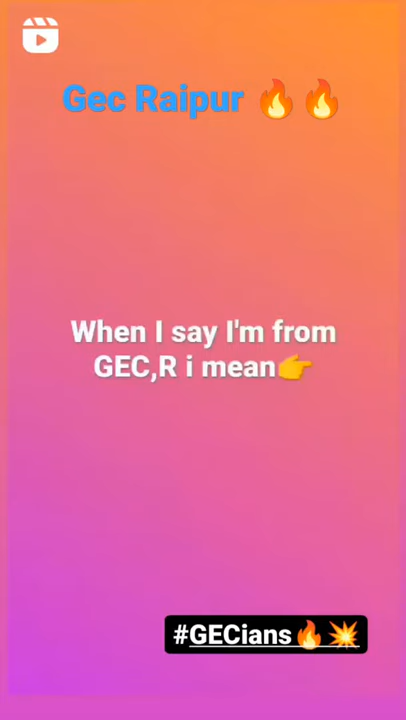 Gec Raipur 🔥🔥
When I say I'm from
GEC,R i mean👉
#GECians🔥💥